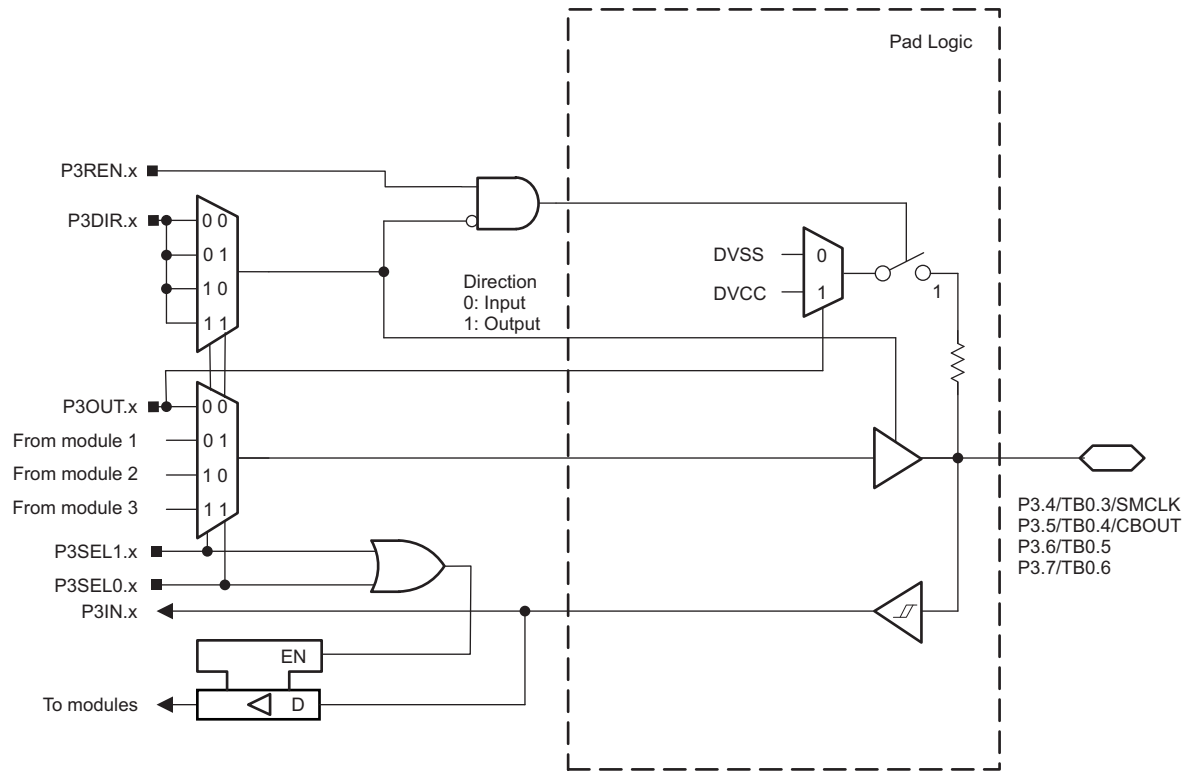 Pad Logic
P3REN.x
P3DIR.x
0 0
0 1
1 0
1 1
Direction
0: Input
1: Output
DVSS
0
DVCC
1
1
P3OUT.x
0 0
From module 1
0 1
From module 2
1 0
From module 3
1 1
P3.4/TB0.3/SMCLK
P3.5/TB0.4/CBOUT
P3.6/TB0.5
P3.7/TB0.6
P3SEL1.x
P3SEL0.x
P3IN.x
EN
To modules
D